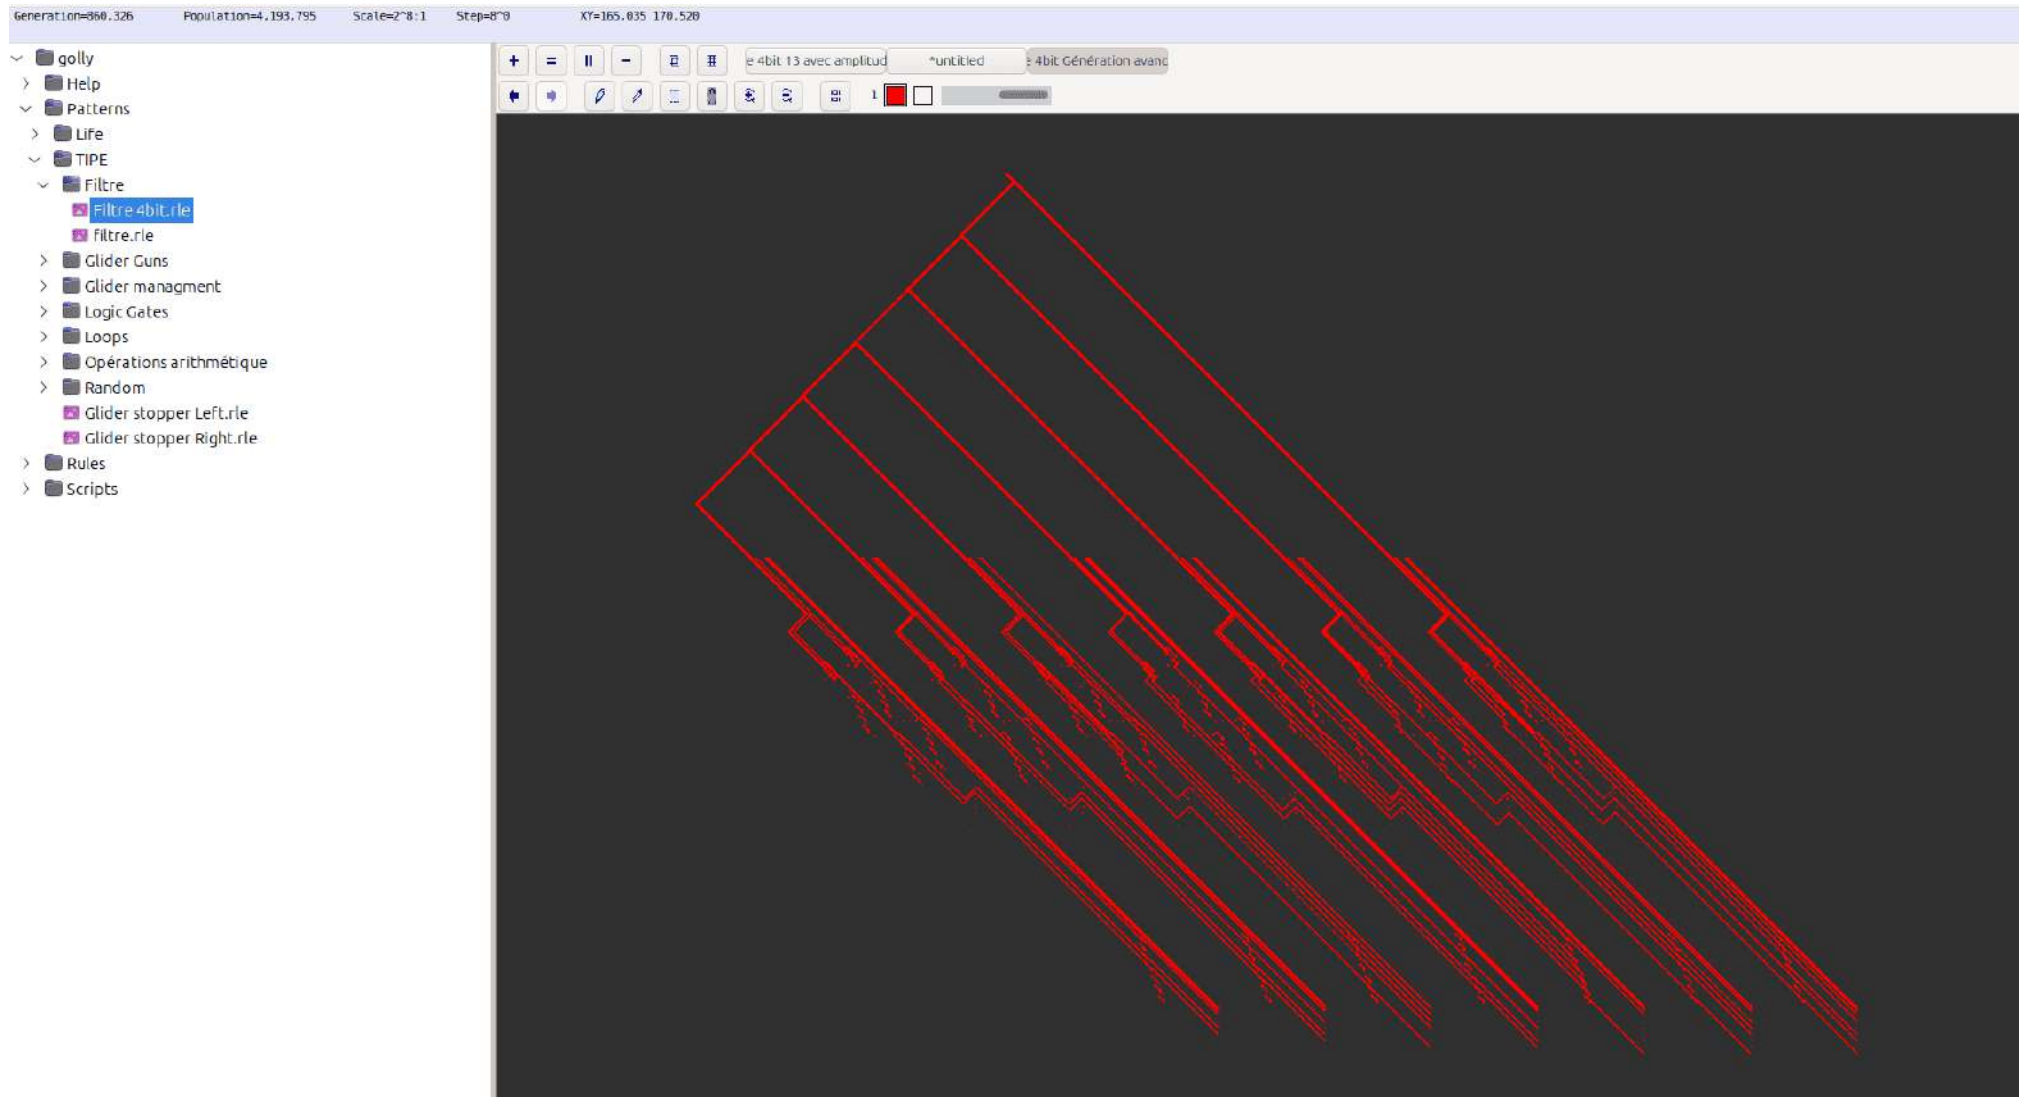 Generation=860.326 Population=4,193,795 Scale=2^8:1 Step=8^0 XY=165.035 170.520
golly
Help
Patterns
Life
TIPE
Filtre
Filtre 4bit.rle
filtre.rle
Glider Guns
Glider managment
Logic Gates
Loops
Opérations arithmétique
Random
Glider stopper Left.rle
Glider stopper Right.rle
Rules
Scripts
e 4bit 13 avec amplitud *untitled e 4bit Génération avanc
1